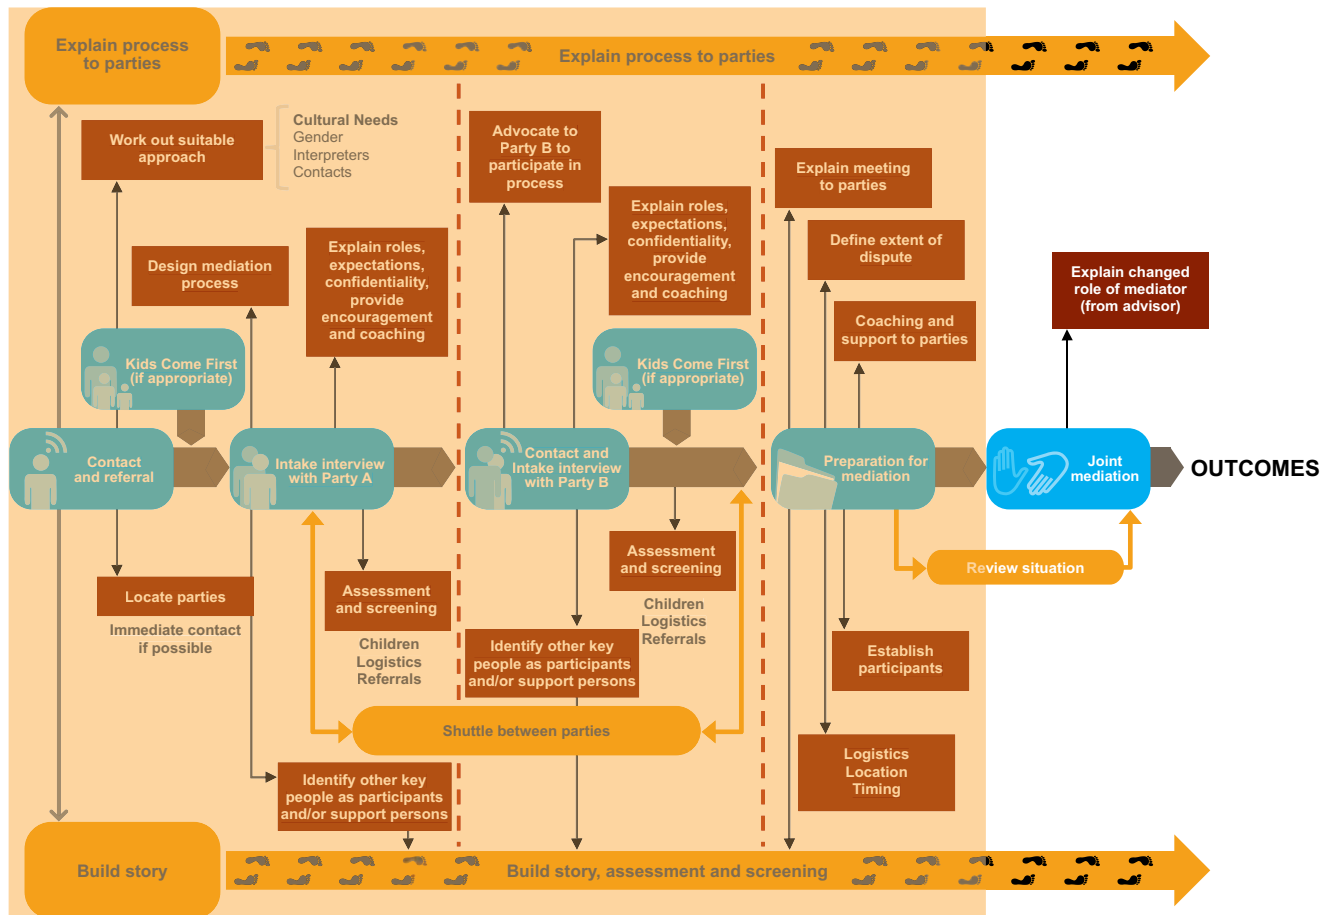 Explain process
to parties
Explain process to parties
Work out suitable
approach
Cultural Needs
Gender
Interpreters
Contacts
Advocate to
Party B to
participate in
process
Explain meeting
to parties
Explain roles,
expectations,
confidentiality,
provide
encouragement
and coaching
Define extent of
dispute
Design mediation
process
Explain roles,
expectations,
confidentiality,
provide
encouragement
and coaching
Explain changed
role of mediator
(from advisor)
Coaching and
support to parties
Kids Come First
(if appropriate)
Kids Come First
(if appropriate)
Contact
and referral
Intake interview
with Party A
Contact and
Intake interview
with Party B
Preparation for
mediation
Joint
mediation
OUTCOMES
Assessment
and screening
Children
Logistics
Referrals
Review situation
Locate parties
Immediate contact
if possible
Assessment
and screening
Children
Logistics
Referrals
Identify other key
people as participants
and/or support persons
Establish
participants
Shuttle between parties
Logistics
Location
Timing
Identify other key
people as participants
and/or support persons
Build story
Build story, assessment and screening